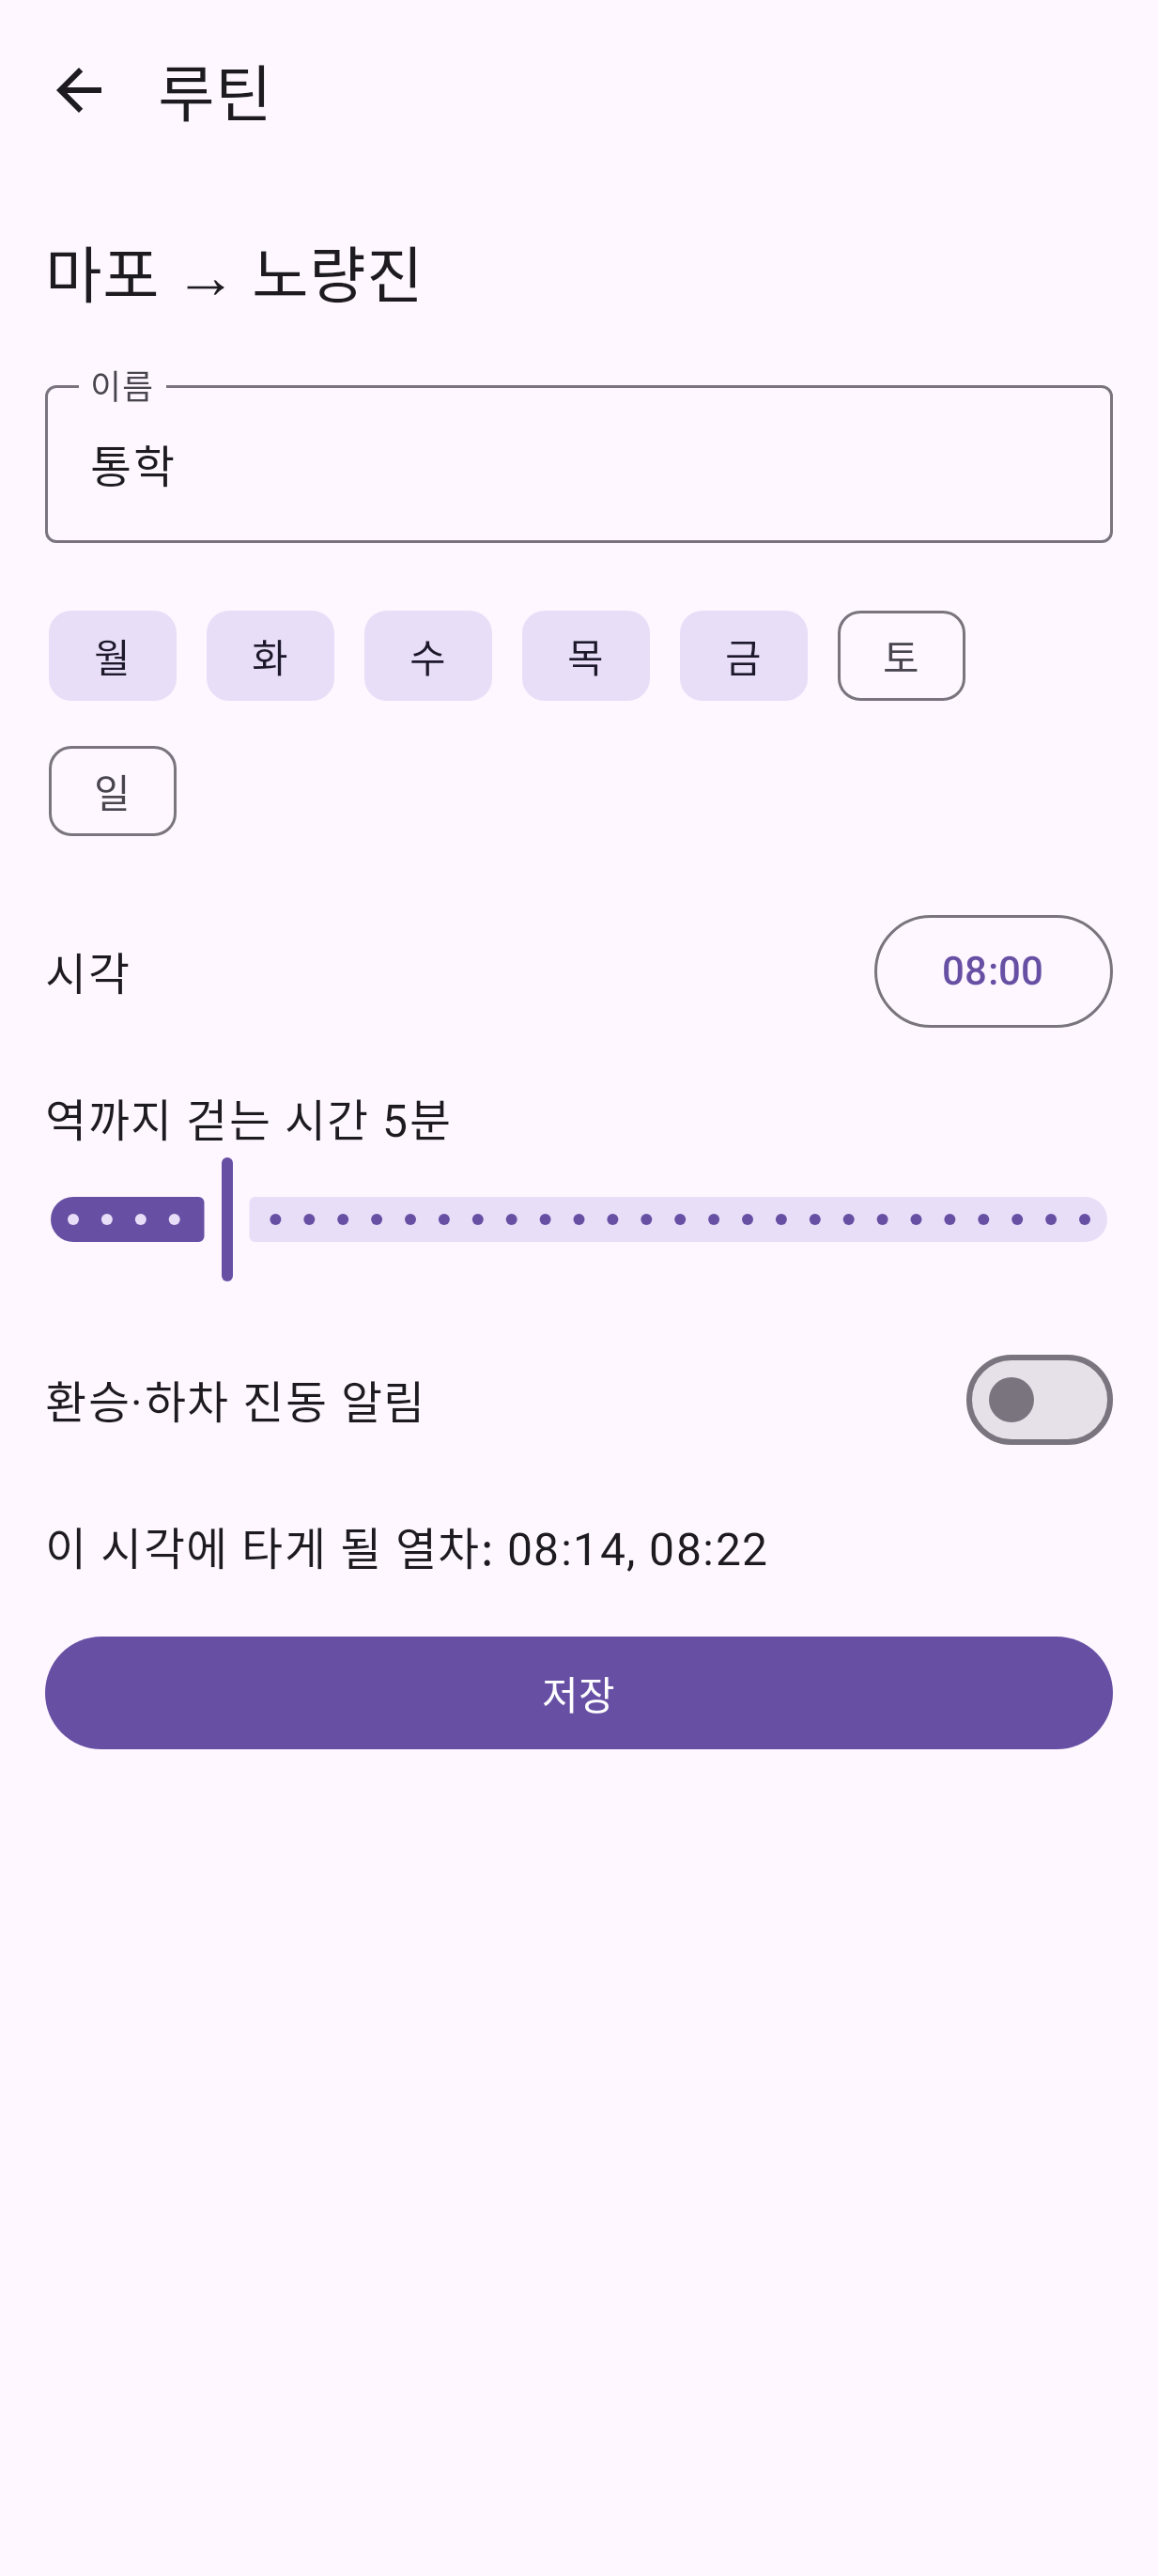 루틴
마포 → 노량진
이름
통학
월 화 수 목 금 토
일
시각 08:00
역까지 걷는 시간 5분
환승·하차 진동 알림
이 시각에 타게 될 열차: 08:14, 08:22
저장